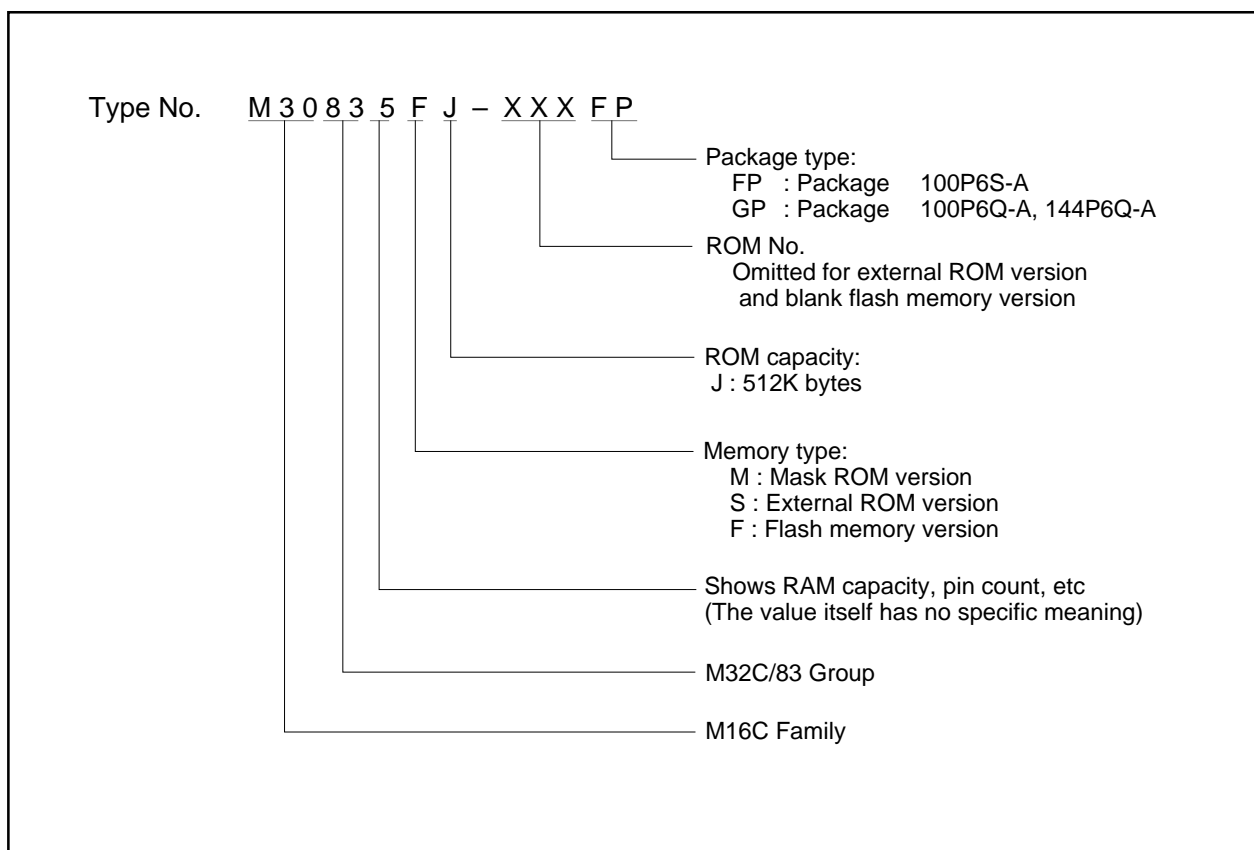 Type No. M 3 0 8 3 5 F J – X X X F P
Package type:
FP : Package 100P6S-A
GP : Package 100P6Q-A, 144P6Q-A
ROM No.
Omitted for external ROM version
and blank flash memory version
ROM capacity:
J : 512K bytes
Memory type:
M : Mask ROM version
S : External ROM version
F : Flash memory version
Shows RAM capacity, pin count, etc
(The value itself has no specific meaning)
M32C/83 Group
M16C Family